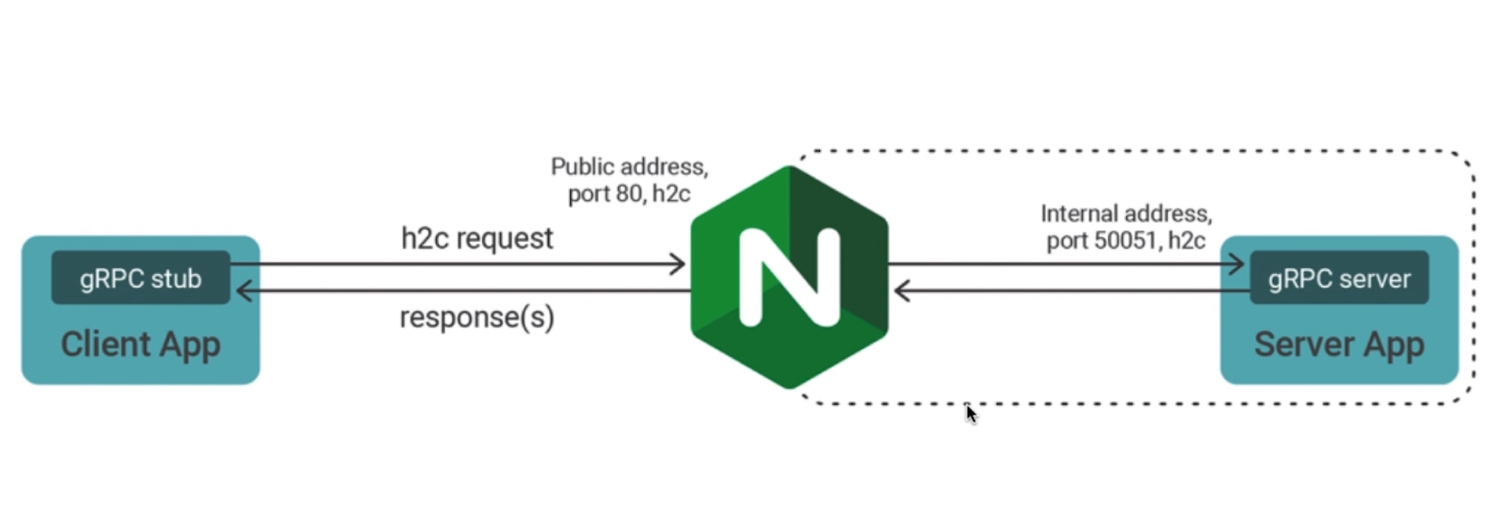 Public address,
port 80, h2c
h2c request
response(s)
gRPC stub
Client App
N
Internal address,
port 50051, h2c
gRPC server
Server App